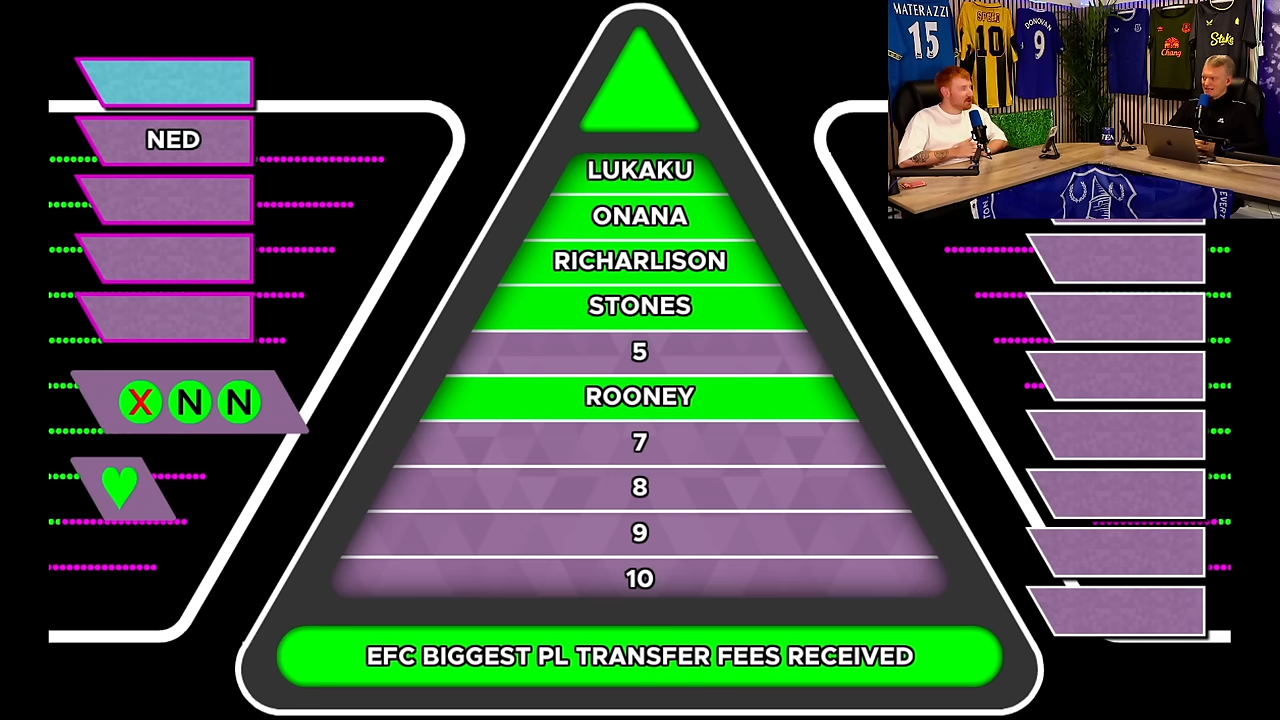 NED
X N N
LUKAKU
ONANA
RICHARLISON
STONES
5
ROONEY
7
8
9
10
EFC BIGGEST PL TRANSFER FEES RECEIVED
MATERAZZI
15
10
DONOVAN
9
Chang
Stake